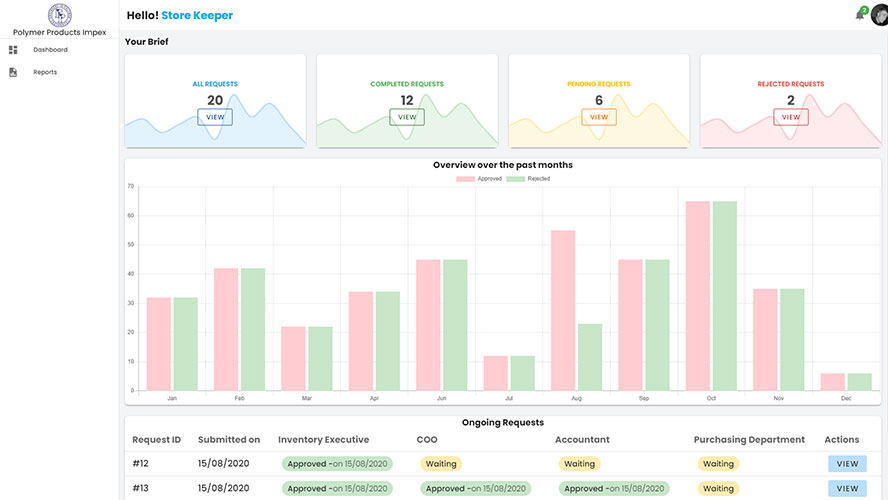 Hello! Store Keeper
2
Polymer Products Impex
Dashboard
Reports
Your Brief
ALL REQUESTS
20
VIEW
COMPLETED REQUESTS
12
VIEW
PENDING REQUESTS
6
VIEW
REJECTED REQUESTS
2
VIEW
Overview over the past months
Approved Rejected
70
60
50
40
30
20
10
0
Jan Feb Mar Apr Jun Jul Aug Sep Oct Nov Dec
Ongoing Requests
Request ID Submitted on Inventory Executive COO Accountant Purchasing Department Actions
#12 15/08/2020 Approved -on 15/08/2020 Waiting Waiting Waiting VIEW
#13 15/08/2020 Approved -on 15/08/2020 Approved -on 15/08/2020 Approved -on 15/08/2020 Waiting VIEW